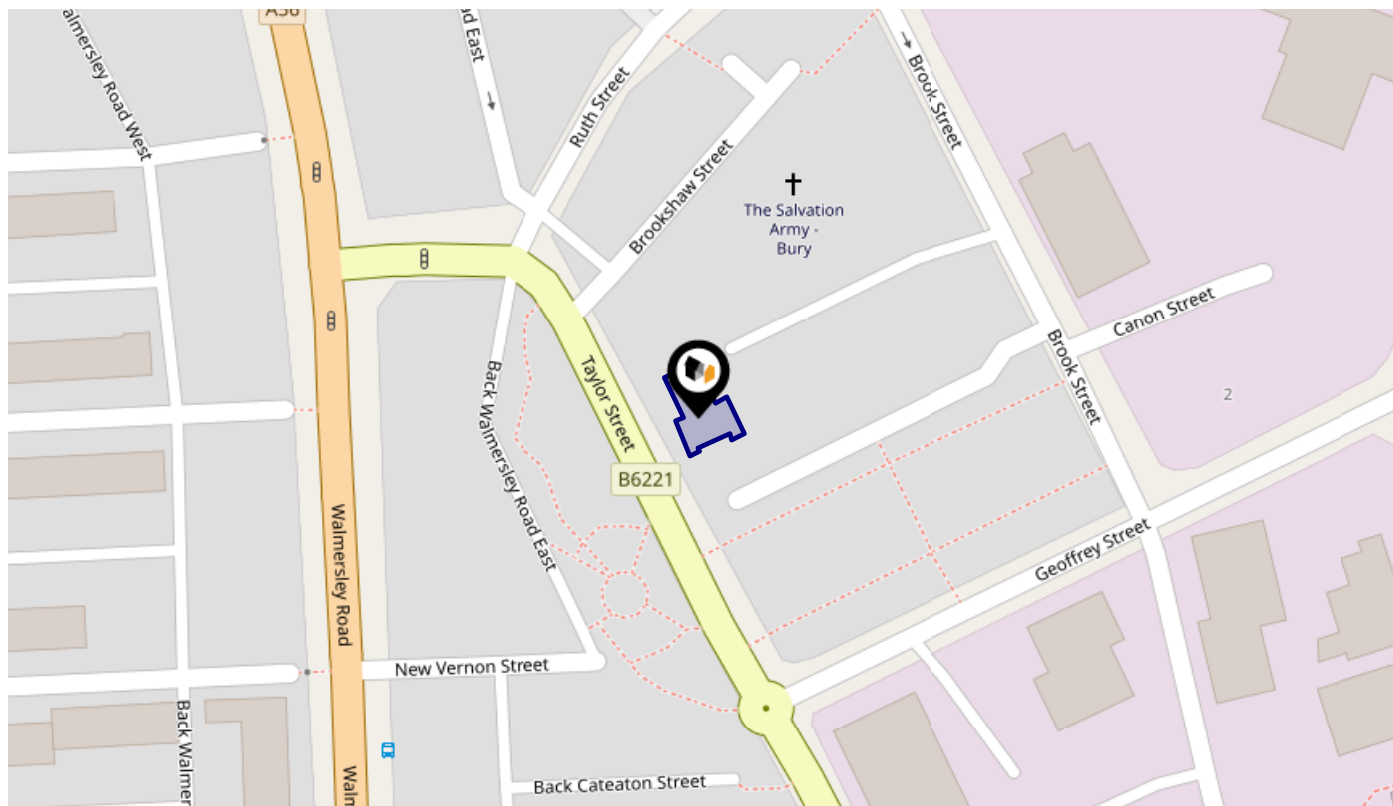 A56
almersley Road West
ad East
Ruth Street
Brook Street
Brookshaw Street
The Salvation
Army -
Bury
Canon Street
Brook Street
Taylor Street
Back Walmersley Road East
2
B6221
Walmersley Road
Geoffrey Street
New Vernon Street
Back Walmer
Walm
Back Cateaton Street